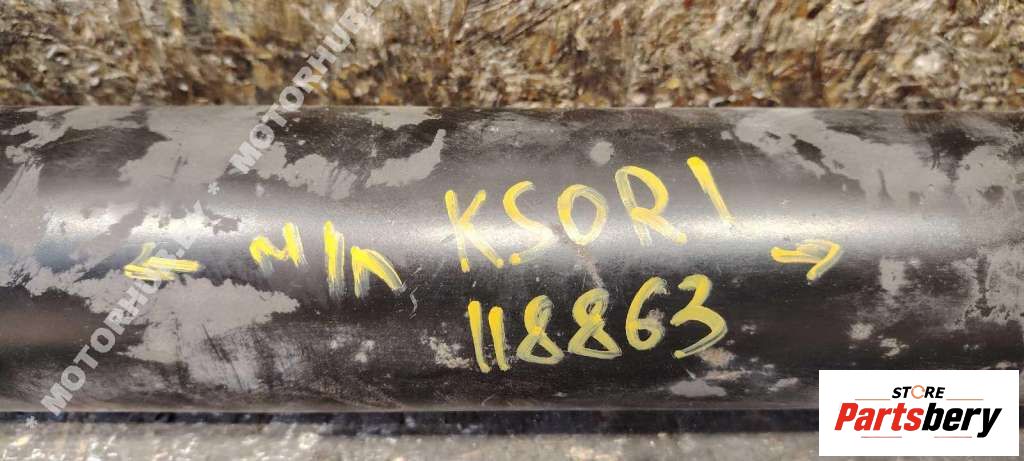 KSOR1
118863
* MOTORHUB
* MOTORHUB
STORE
Partsbery